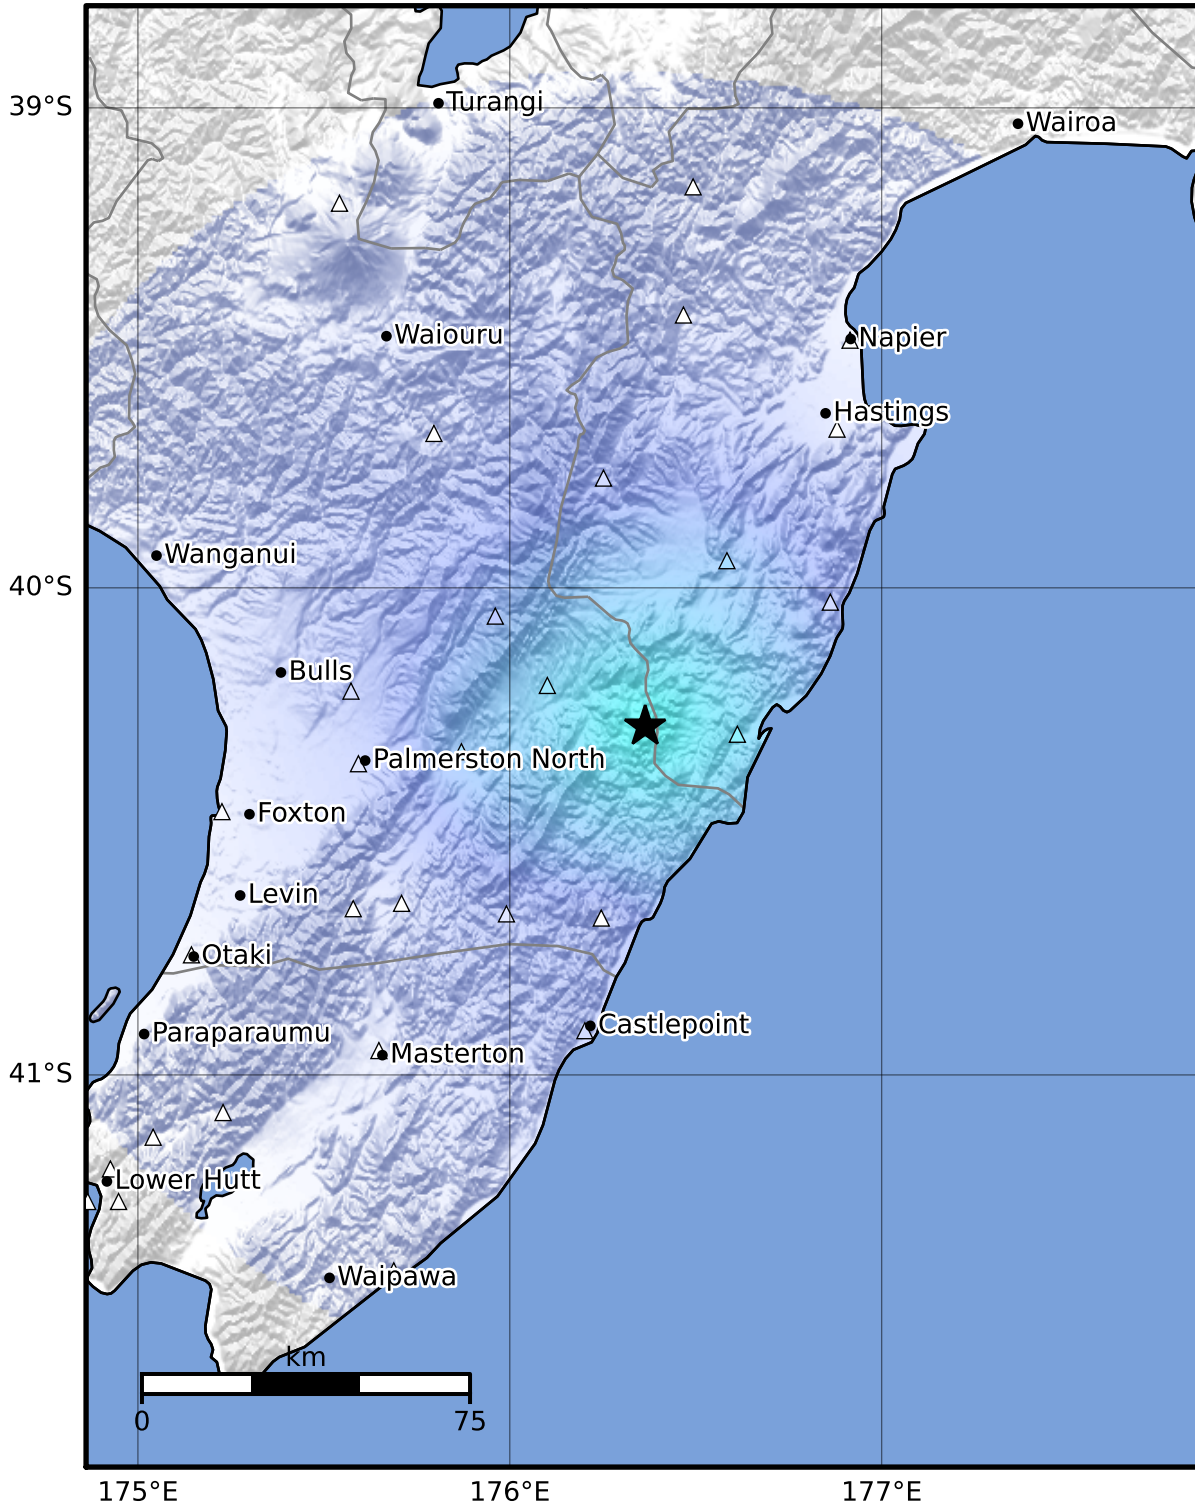 Turangi
39°S
Wairoa
Waiouru
Napier
Hastings
Wanganui
40°S
Bulls
Palmerston North
Foxton
Levin
Otaki
Castlepoint
Paraparaumu
Masterton
41°S
Lower Hutt
Waipawa
km
0
75
175°E
176°E
177°E